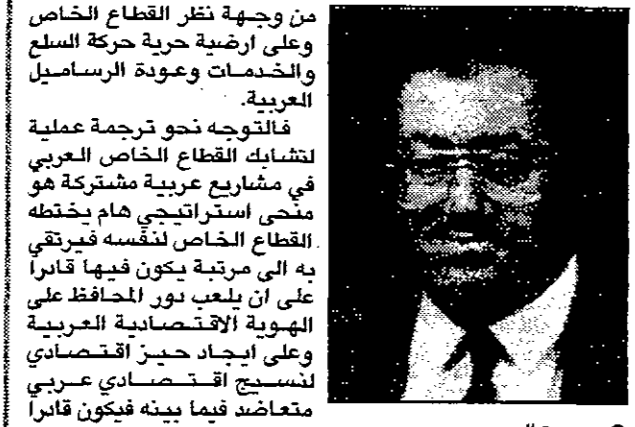 من وجهة نظر القطاع الخاص
وعلى ارضية حرية حركة السلع
والخدمات وعودة الرساميل
العربية.
فالتوجه نحو ترجمة عملية
لتشابك القطاع الخاص العربي
في مشاريع عربية مشتركة هو
منحى استراتيجي هام يختطه
القطاع الخاص لنفسه فيرتقي
به الى مرتبة يكون فيها قادرا
على ان يلعب دور المحافظ على
الهوية الاقتصادية العربية
وعلى ايجاد حيز اقتصادي
لنسيج اقتصادي عربي
متعاضد فيما بينه فيكون قادرا